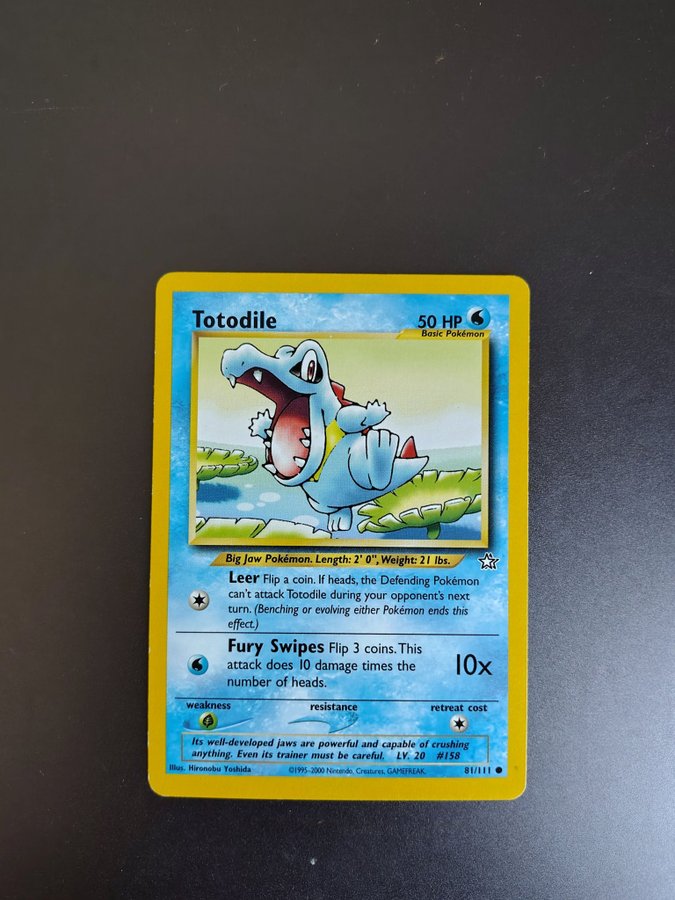 Totodile
50 HP
Basic Pokémon
Big Jaw Pokémon. Length: 2' 0", Weight: 21 lbs.
Leer Flip a coin. If heads, the Defending Pokémon
can't attack Totodile during your opponent's next
turn. (Benching or evolving either Pokémon ends this
effect.)
Fury Swipes Flip 3 coins. This
attack does 10 damage times the
number of heads.
10x
weakness
resistance
retreat cost
Its well-developed jaws are powerful and capable of crushing
anything. Even its trainer must be careful. LV. 20 #158
Illus. Hironobu Yoshida
©1995-2000 Nintendo, Creatures, GAMEFREAK.
81/111